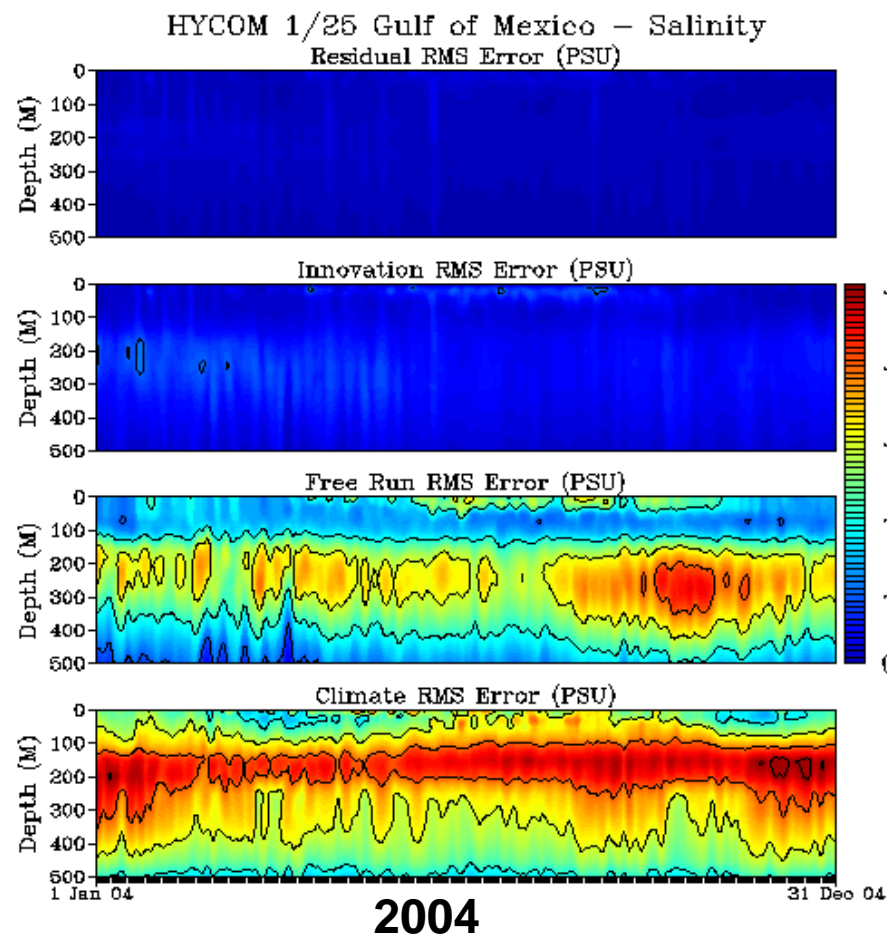 HYCOM 1/25 Gulf of Mexico – Salinity
Residual RMS Error (PSU)
0
100
200
300
400
500
Depth (M)
Innovation RMS Error (PSU)
0
100
200
300
400
500
Depth (M)
Free Run RMS Error (PSU)
0
100
200
300
400
500
Depth (M)
Climate RMS Error (PSU)
0
100
200
300
400
500
Depth (M)
1 Jan 04
31 Dec 04
2004